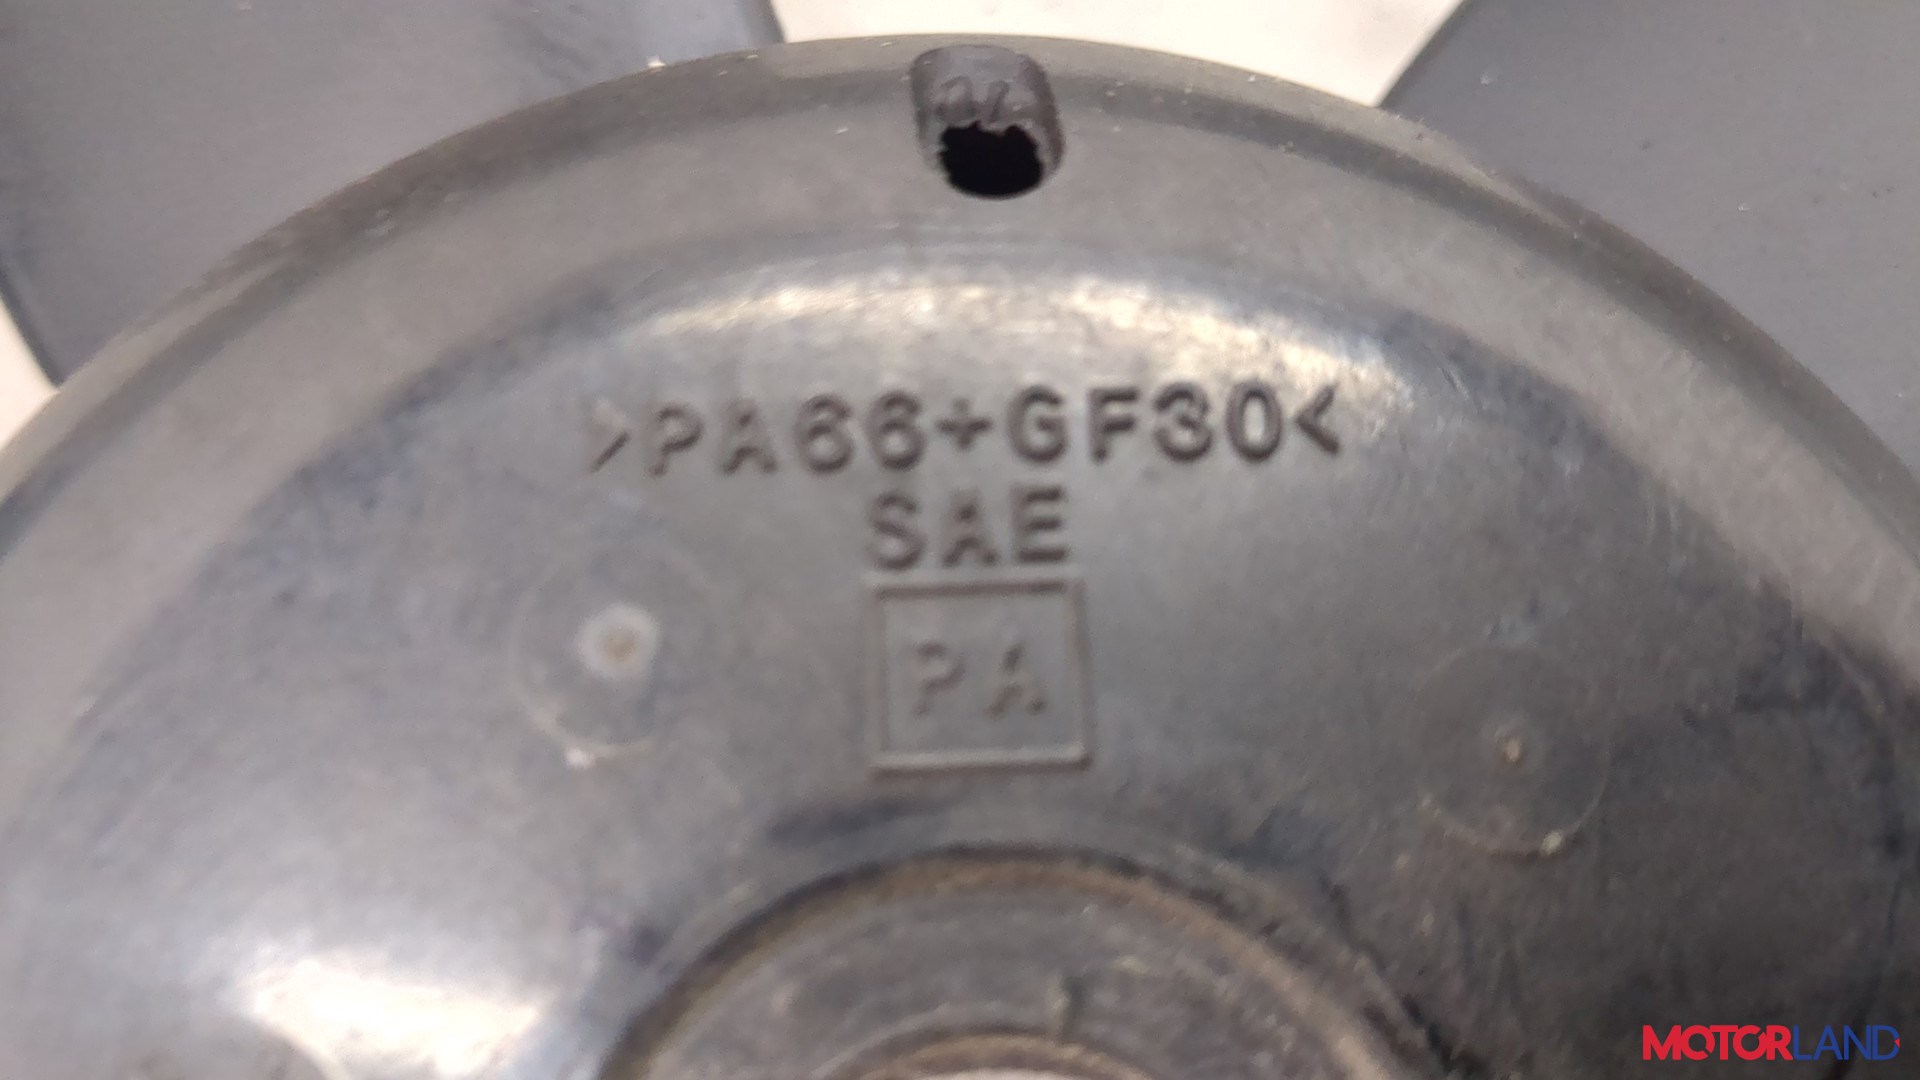 >PA66+GF30<
SAE
PA
MOTORLAND